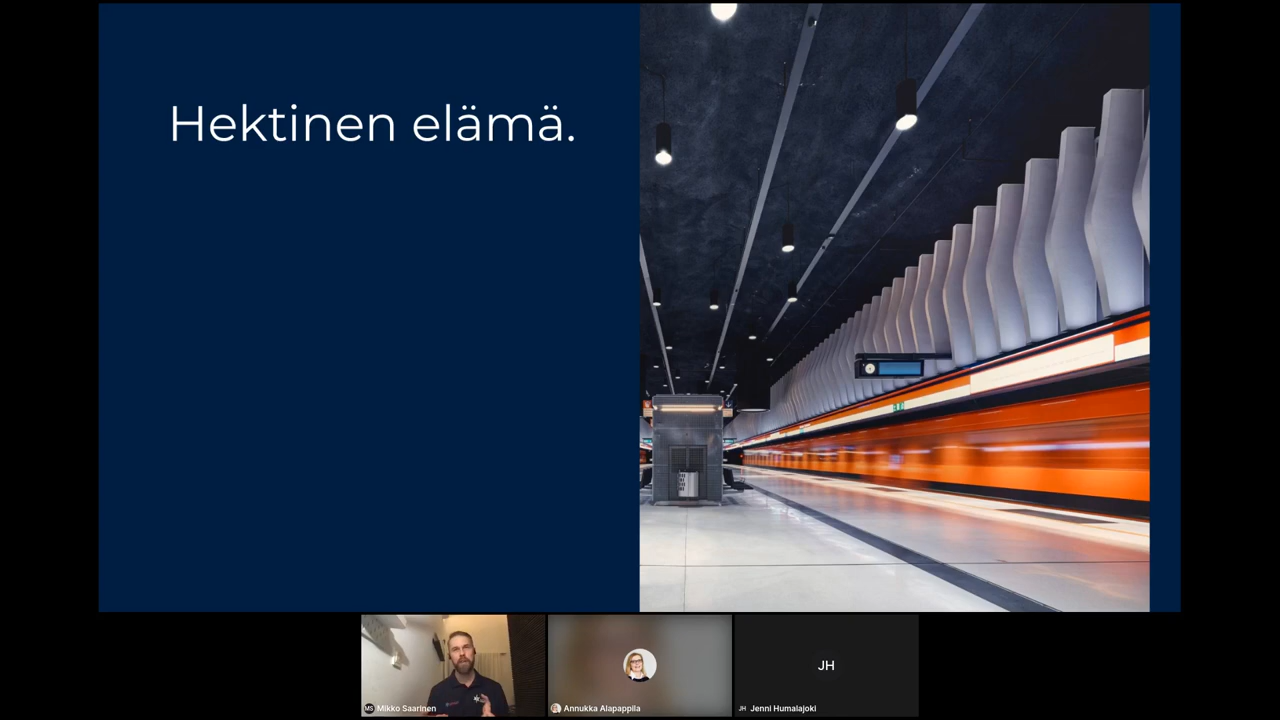 Hektinen elämä.
JH
MS Mikko Saarinen
Annukka Alapappila
JH Jenni Humalajoki